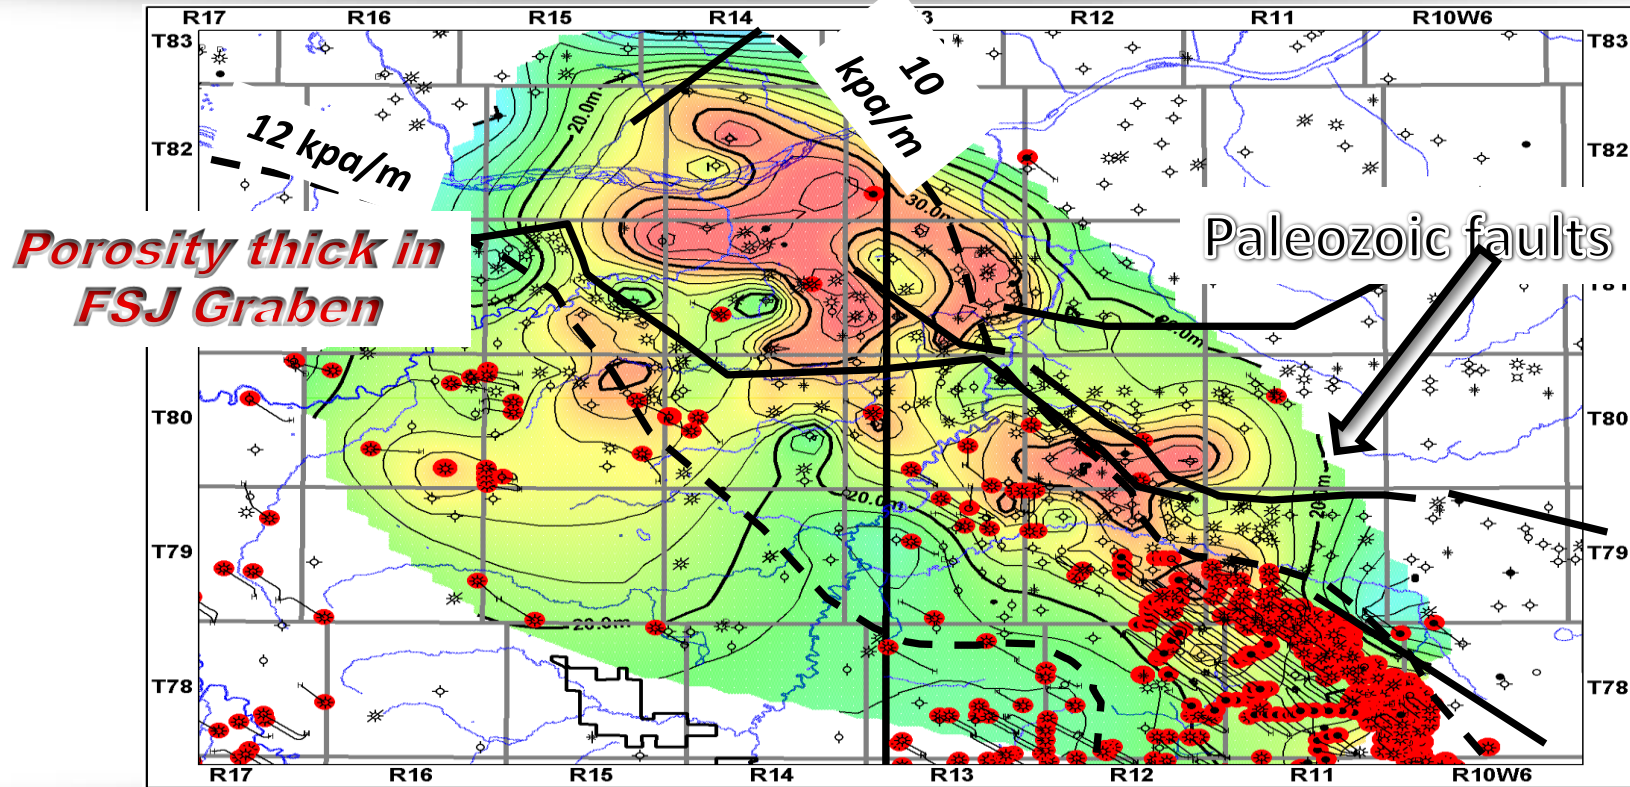 R17 R16 R15 R14 3 R12 R11 R10W6
T83 T83
10
kpa/m
20.0m
12 kpa/m
T82 T82
30.0m
Porosity thick in
FSJ Graben
Paleozoic faults
T80 T80
20.0m
T79 T79
20.0m
T78 T78
R17 R16 R15 R14 R13 R12 R11 R10W6